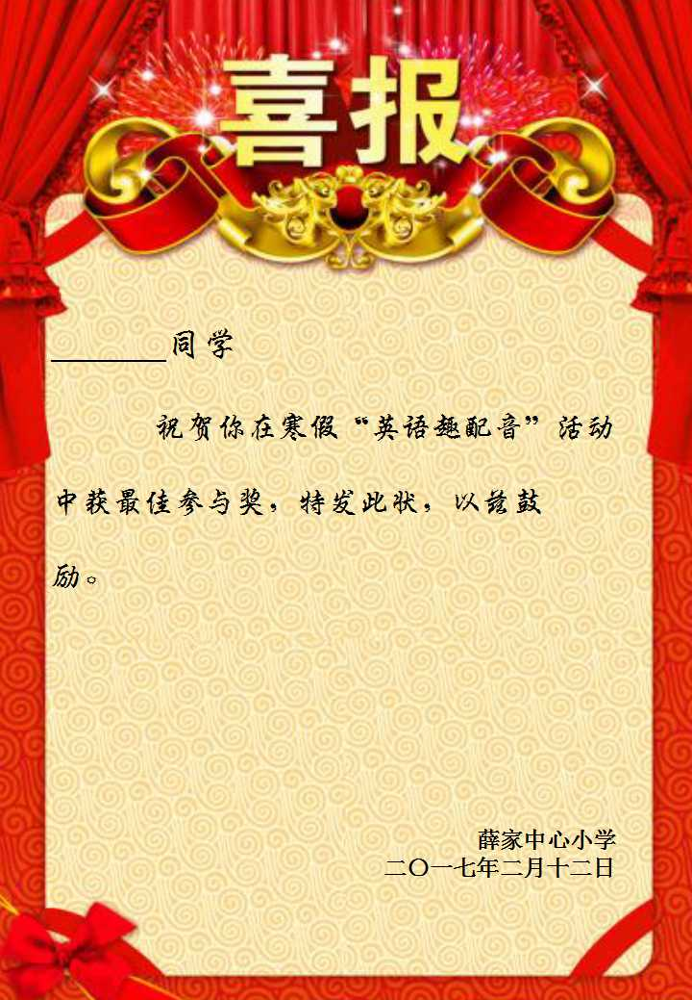 喜报
______同学
祝贺你在寒假“英语趣配音”活动
中获最佳参与奖，特发此状，以兹鼓
励。
薛家中心小学
二〇一七年二月十二日